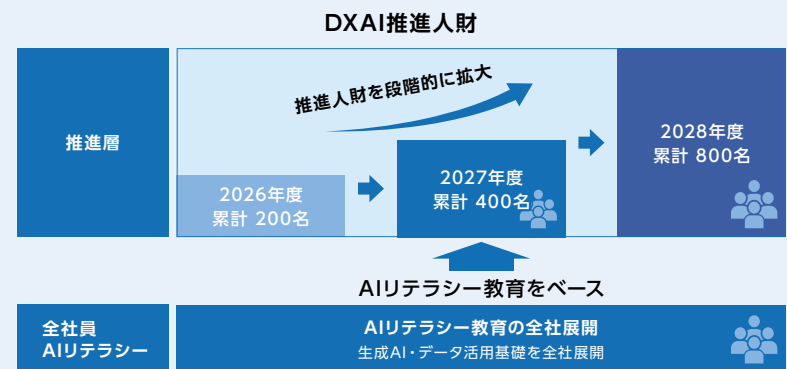 DXAI推進人財
推進層
推進人財を段階的に拡大
2026年度
累計 200名
2027年度
累計 400名
2028年度
累計 800名
AIリテラシー教育をベース
全社員
AIリテラシー
AIリテラシー教育の全社展開
生成AI・データ活用基礎を全社展開